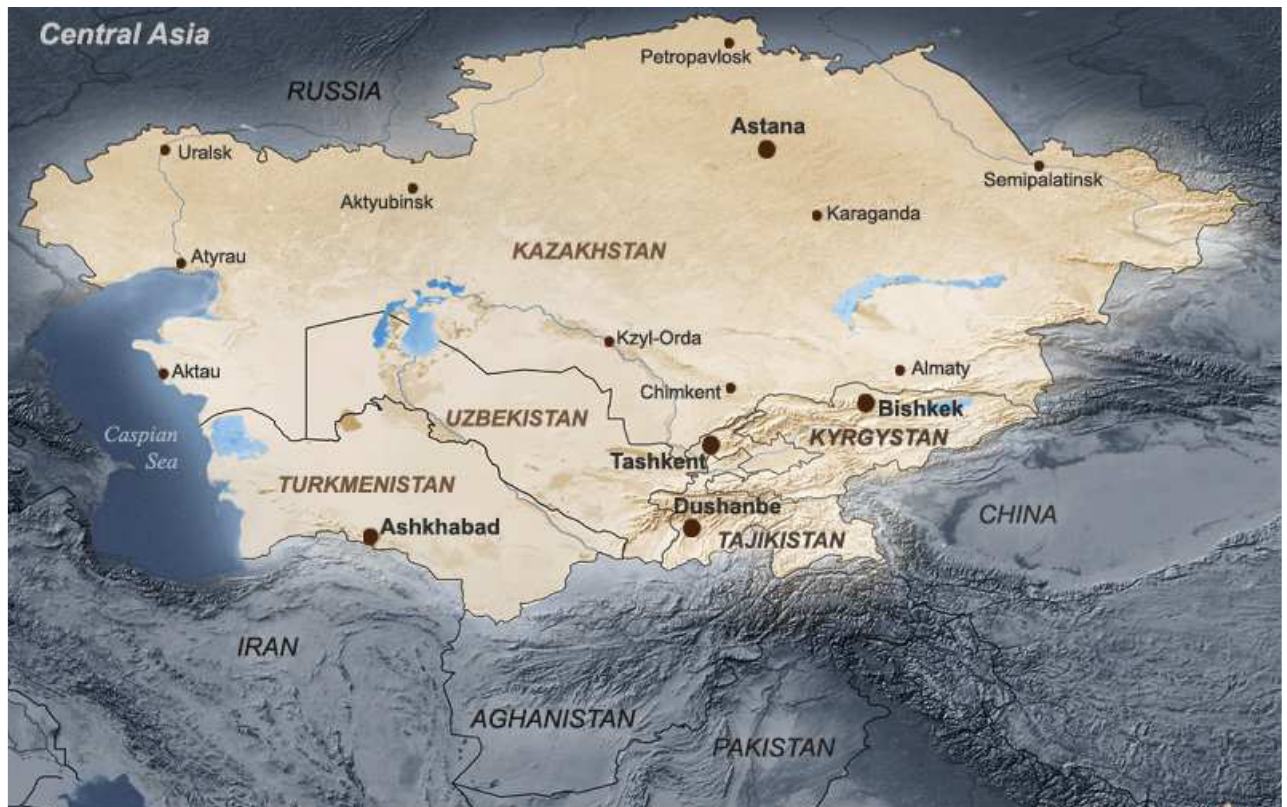 Central Asia
Petropavlosk
RUSSIA
Astana
Uralsk
Semipalatinsk
Aktyubinsk
Karaganda
KAZAKHSTAN
Atyrau
Kzyl-Orda
Aktau
Almaty
Chimkent
Bishkek
UZBEKISTAN
Caspian
Sea
KYRGYSTAN
Tashkent
TURKMENISTAN
Dushanbe
CHINA
Ashkhabad
TAJIKISTAN
IRAN
AGHANISTAN
PAKISTAN